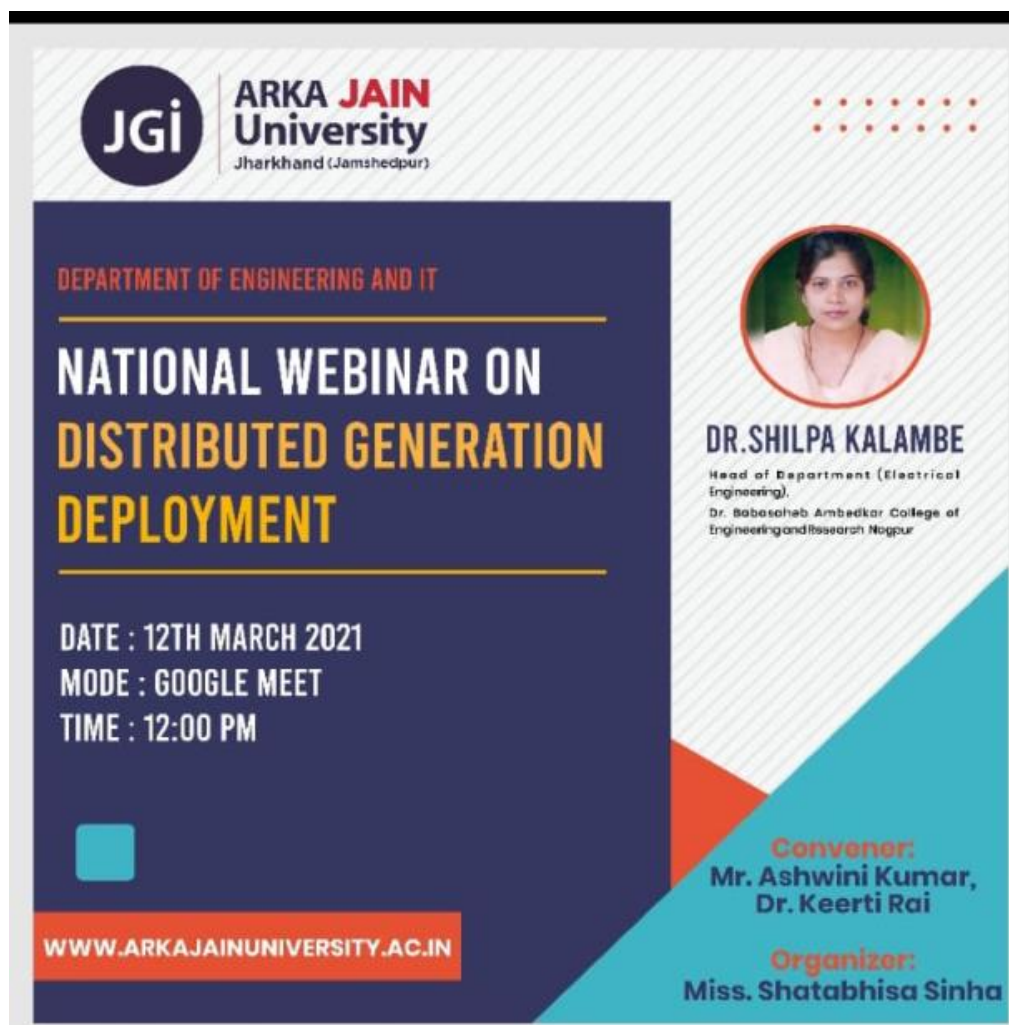 JGi
ARKA JAIN
University
Jharkhand (Jamshedpur)
DEPARTMENT OF ENGINEERING AND IT
NATIONAL WEBINAR ON
DISTRIBUTED GENERATION
DEPLOYMENT
DATE : 12TH MARCH 2021
MODE : GOOGLE MEET
TIME : 12:00 PM
WWW.ARKAJAINUNIVERSITY.AC.IN
DR.SHILPA KALAMBE
Head of Department (Electrical
Engineering),
Dr. Babasaheb Ambedkar College of
Engineering and Research Nagpur
Convener:
Mr. Ashwini Kumar,
Dr. Keerti Rai
Organizer:
Miss. Shatabhisa Sinha